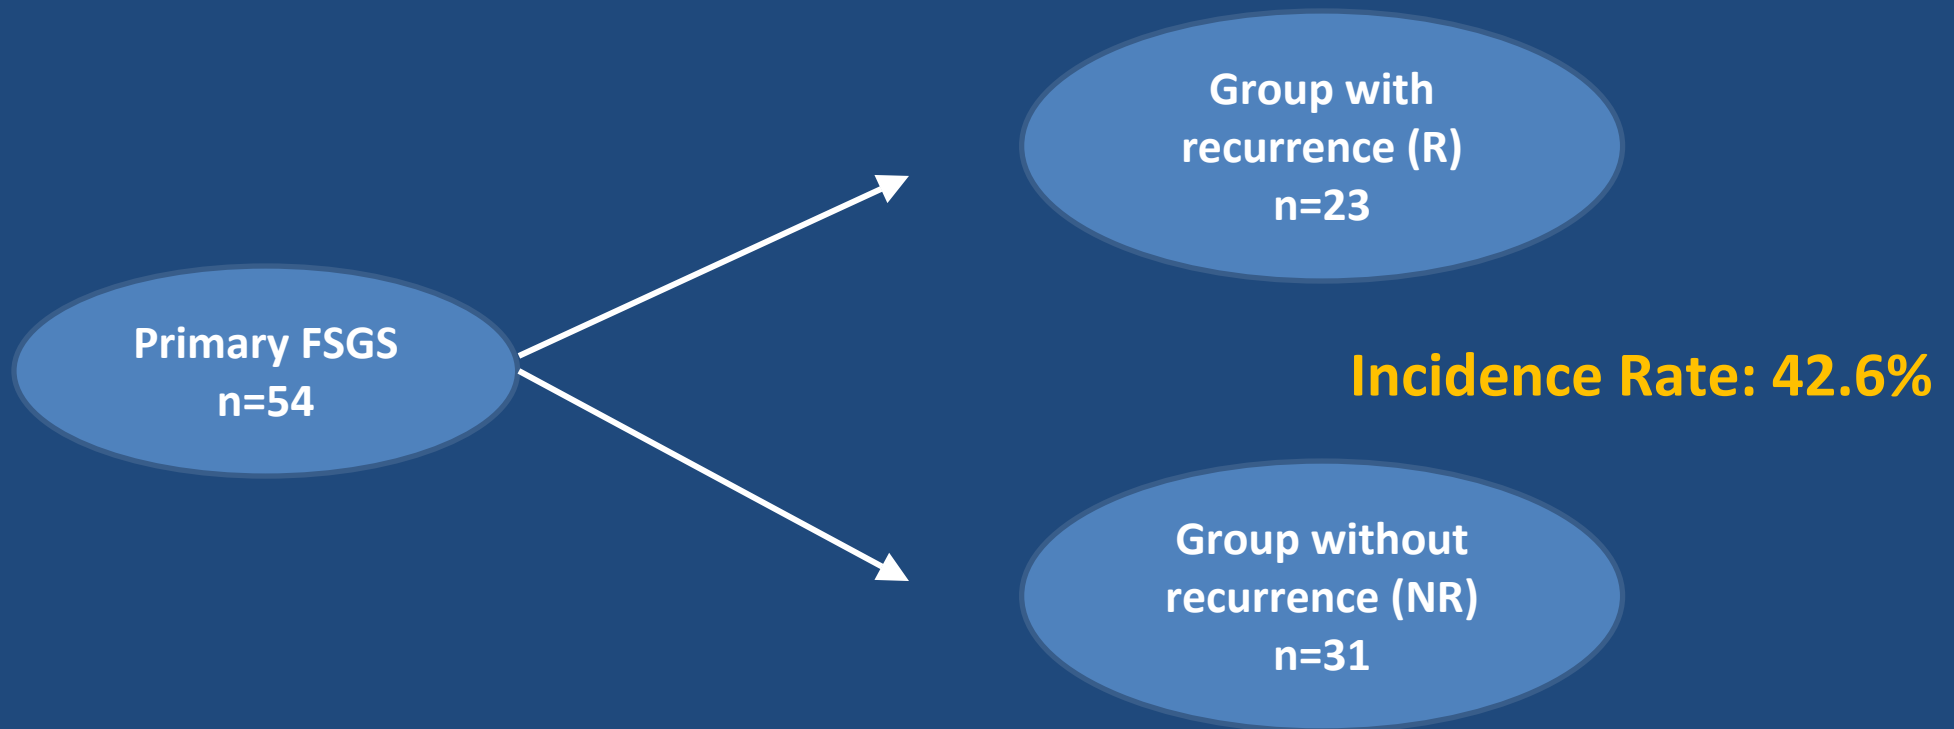 Group with
recurrence (R)
n=23
Primary FSGS
n=54
Incidence Rate: 42.6%
Group without
recurrence (NR)
n=31